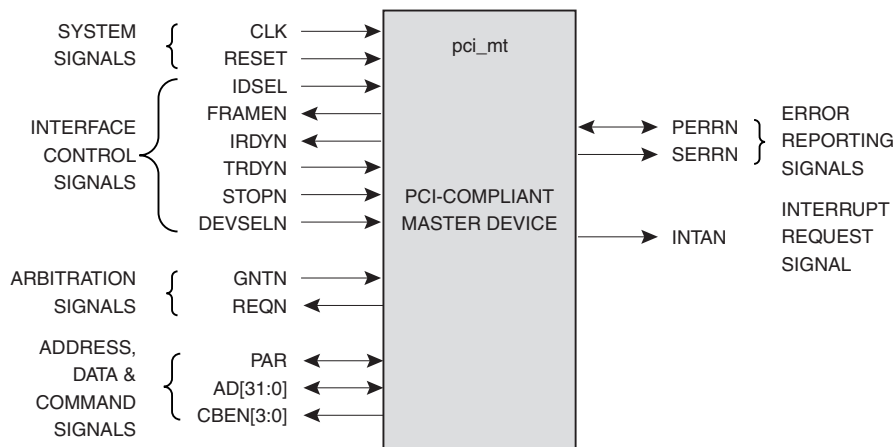 SYSTEM
SIGNALS
CLK
RESET
INTERFACE
CONTROL
SIGNALS
IDSEL
FRAMEN
IRDYN
TRDYN
STOPN
DEVSELN
ARBITRATION
SIGNALS
GNTN
REQN
ADDRESS,
DATA &
COMMAND
SIGNALS
PAR
AD[31:0]
CBEN[3:0]
pci_mt
PCI-COMPLIANT
MASTER DEVICE
PERRN
SERRN
ERROR
REPORTING
SIGNALS
INTAN
INTERRUPT
REQUEST
SIGNAL